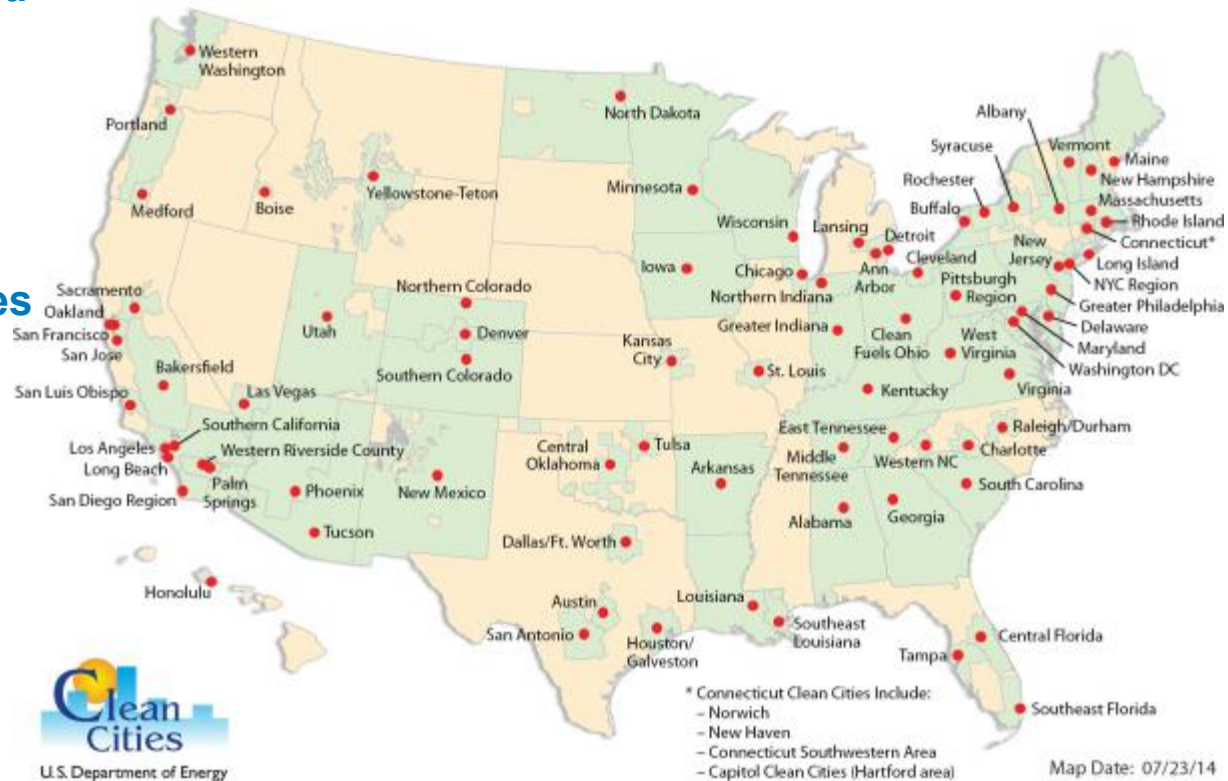 Western
Washington
Portland
Medford
Boise
Yellowstone-Teton
North Dakota
Minnesota
Wisconsin
Iowa
Chicago
Northern Indiana
Lansing
Ann
Arbor
Detroit
Cleveland
Buffalo
Rochester
Syracuse
Albany
Vermont
Maine
New Hampshire
Massachusetts
Rhode Island
Connecticut*
Long Island
NYC Region
New
Jersey
Greater Philadelphia
Delaware
Maryland
Washington DC
Pittsburgh
Region
West
Virginia
Virginia
Clean
Fuels Ohio
Greater Indiana
Kentucky
es
Sacramento
Oakland
San Francisco
San Jose
Bakersfield
San Luis Obispo
Las Vegas
Southern California
Los Angeles
Western Riverside County
Long Beach
Palm
Springs
San Diego Region
Phoenix
Tucson
Utah
Northern Colorado
Denver
Southern Colorado
New Mexico
Kansas
City
St. Louis
Central
Oklahoma
Tulsa
Arkansas
East Tennessee
Middle
Tennessee
Western NC
Raleigh/Durham
Charlotte
South Carolina
Alabama
Georgia
Dallas/Ft. Worth
Austin
San Antonio
Houston/
Galveston
Louisiana
Southeast
Louisiana
Central Florida
Tampa
Southeast Florida
Honolulu
Clean
Cities
U.S. Department of Energy
* Connecticut Clean Cities Include:
– Norwich
– New Haven
– Connecticut Southwestern Area
– Capitol Clean Cities (Hartford area)
Map Date: 07/23/14